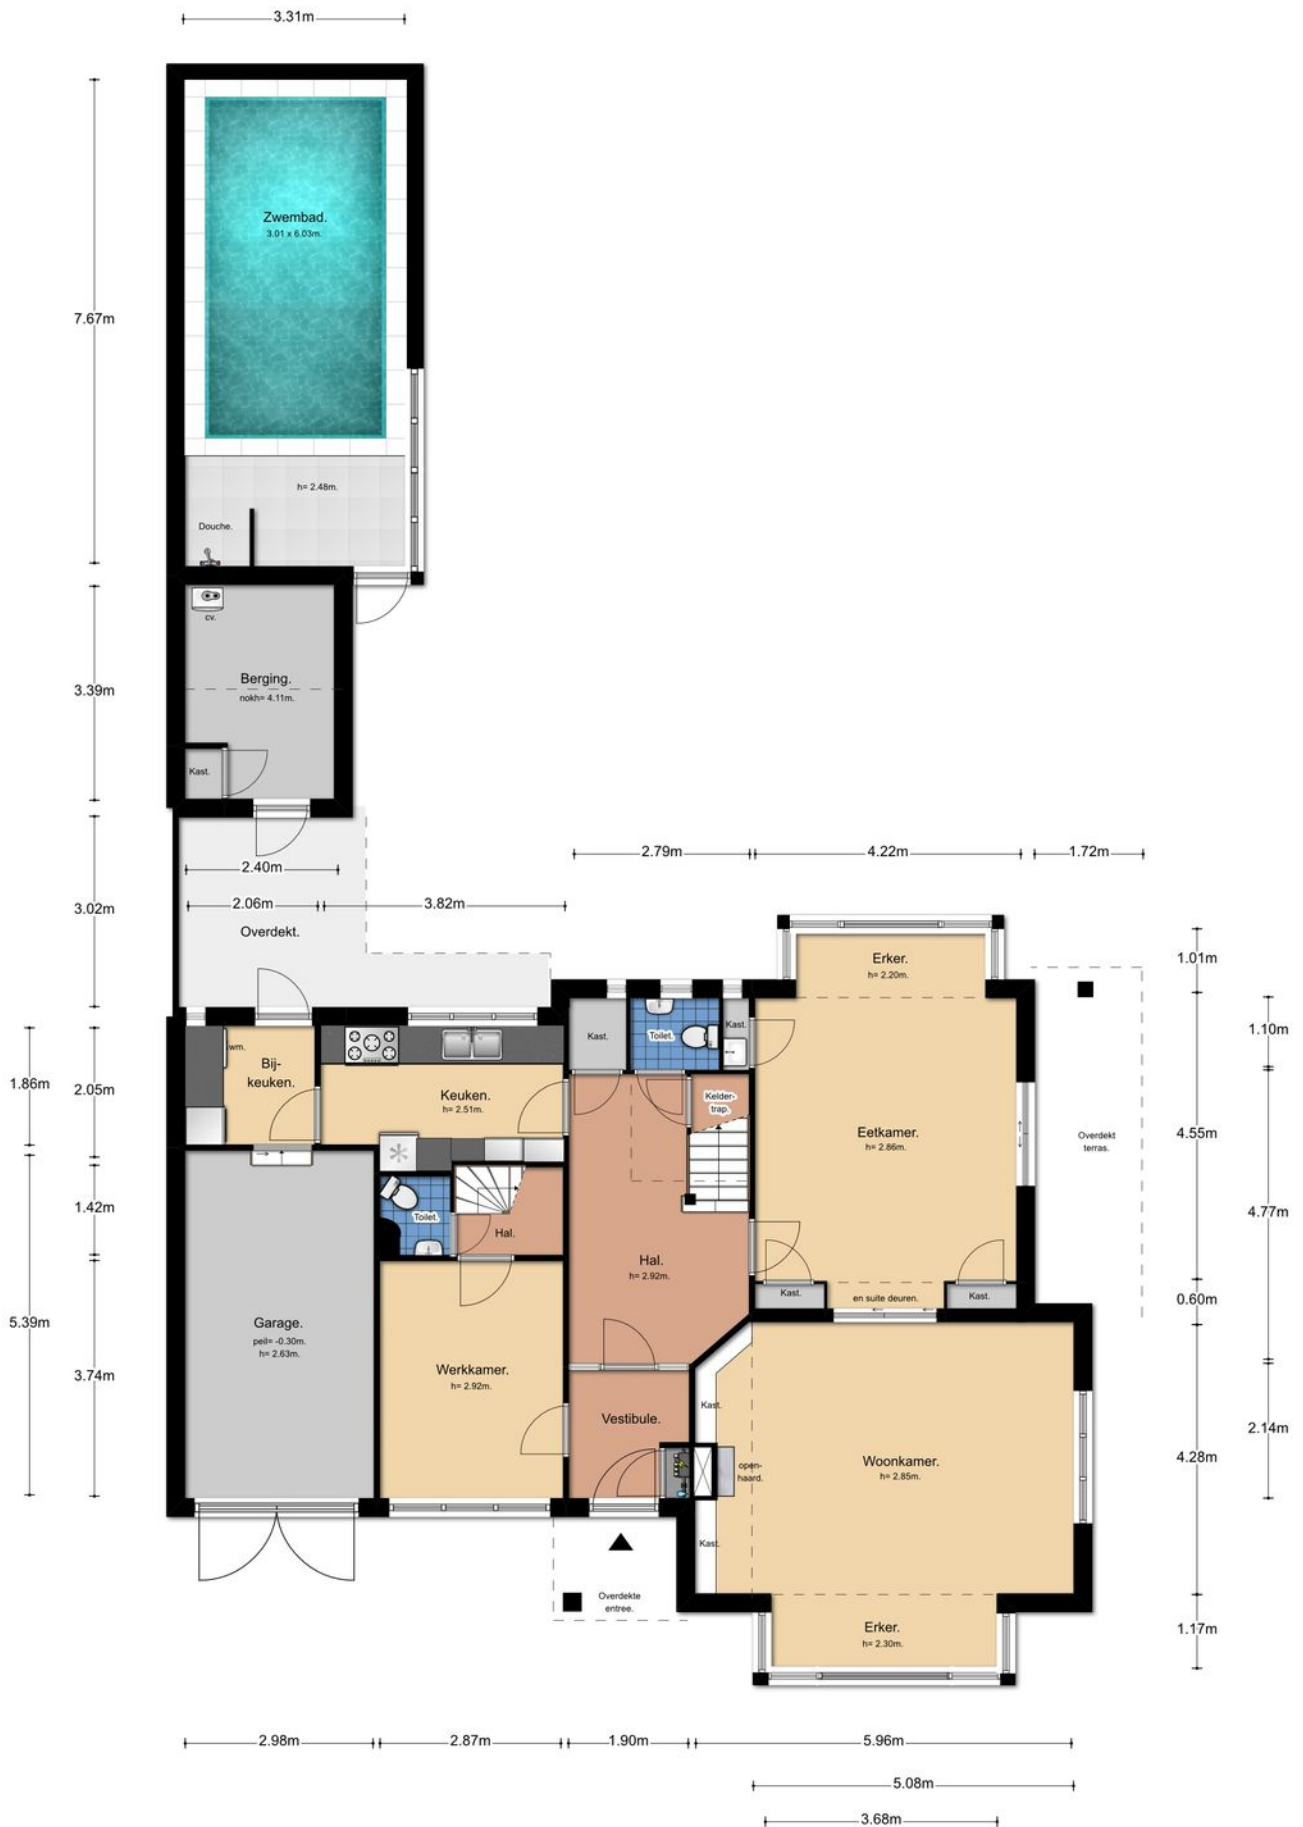 3.31m
Zwembad.
3.01 x 6.03m.
7.67m
h= 2.48m.
Douche.
cv.
Berging.
nokh= 4.11m.
3.39m
Kast.
2.40m
2.06m
3.82m
3.02m
Overdekt.
2.79m
4.22m
1.72m
Erker.
h= 2.20m.
1.01m
1.10m
wm.
Bij-
keuken.
Keuken.
h= 2.51m.
1.86m
2.05m
Kast.
Toilet.
Kast.
Kelder-
trap.
Eetkamer.
h= 2.86m.
Overdekt
terras.
4.55m
4.77m
1.42m
Toilet.
Hal.
Hal.
h= 2.92m.
Kast.
en suite deuren.
Kast.
0.60m
5.39m
3.74m
Garage.
peil= -0.30m.
h= 2.63m.
Werkkamer.
h= 2.92m.
Vestibule.
Kast.
open-
haard.
Woonkamer.
h= 2.85m.
2.14m
4.28m
Kast.
Overdekte
entree.
Erker.
h= 2.30m.
1.17m
2.98m
2.87m
1.90m
5.96m
5.08m
3.68m